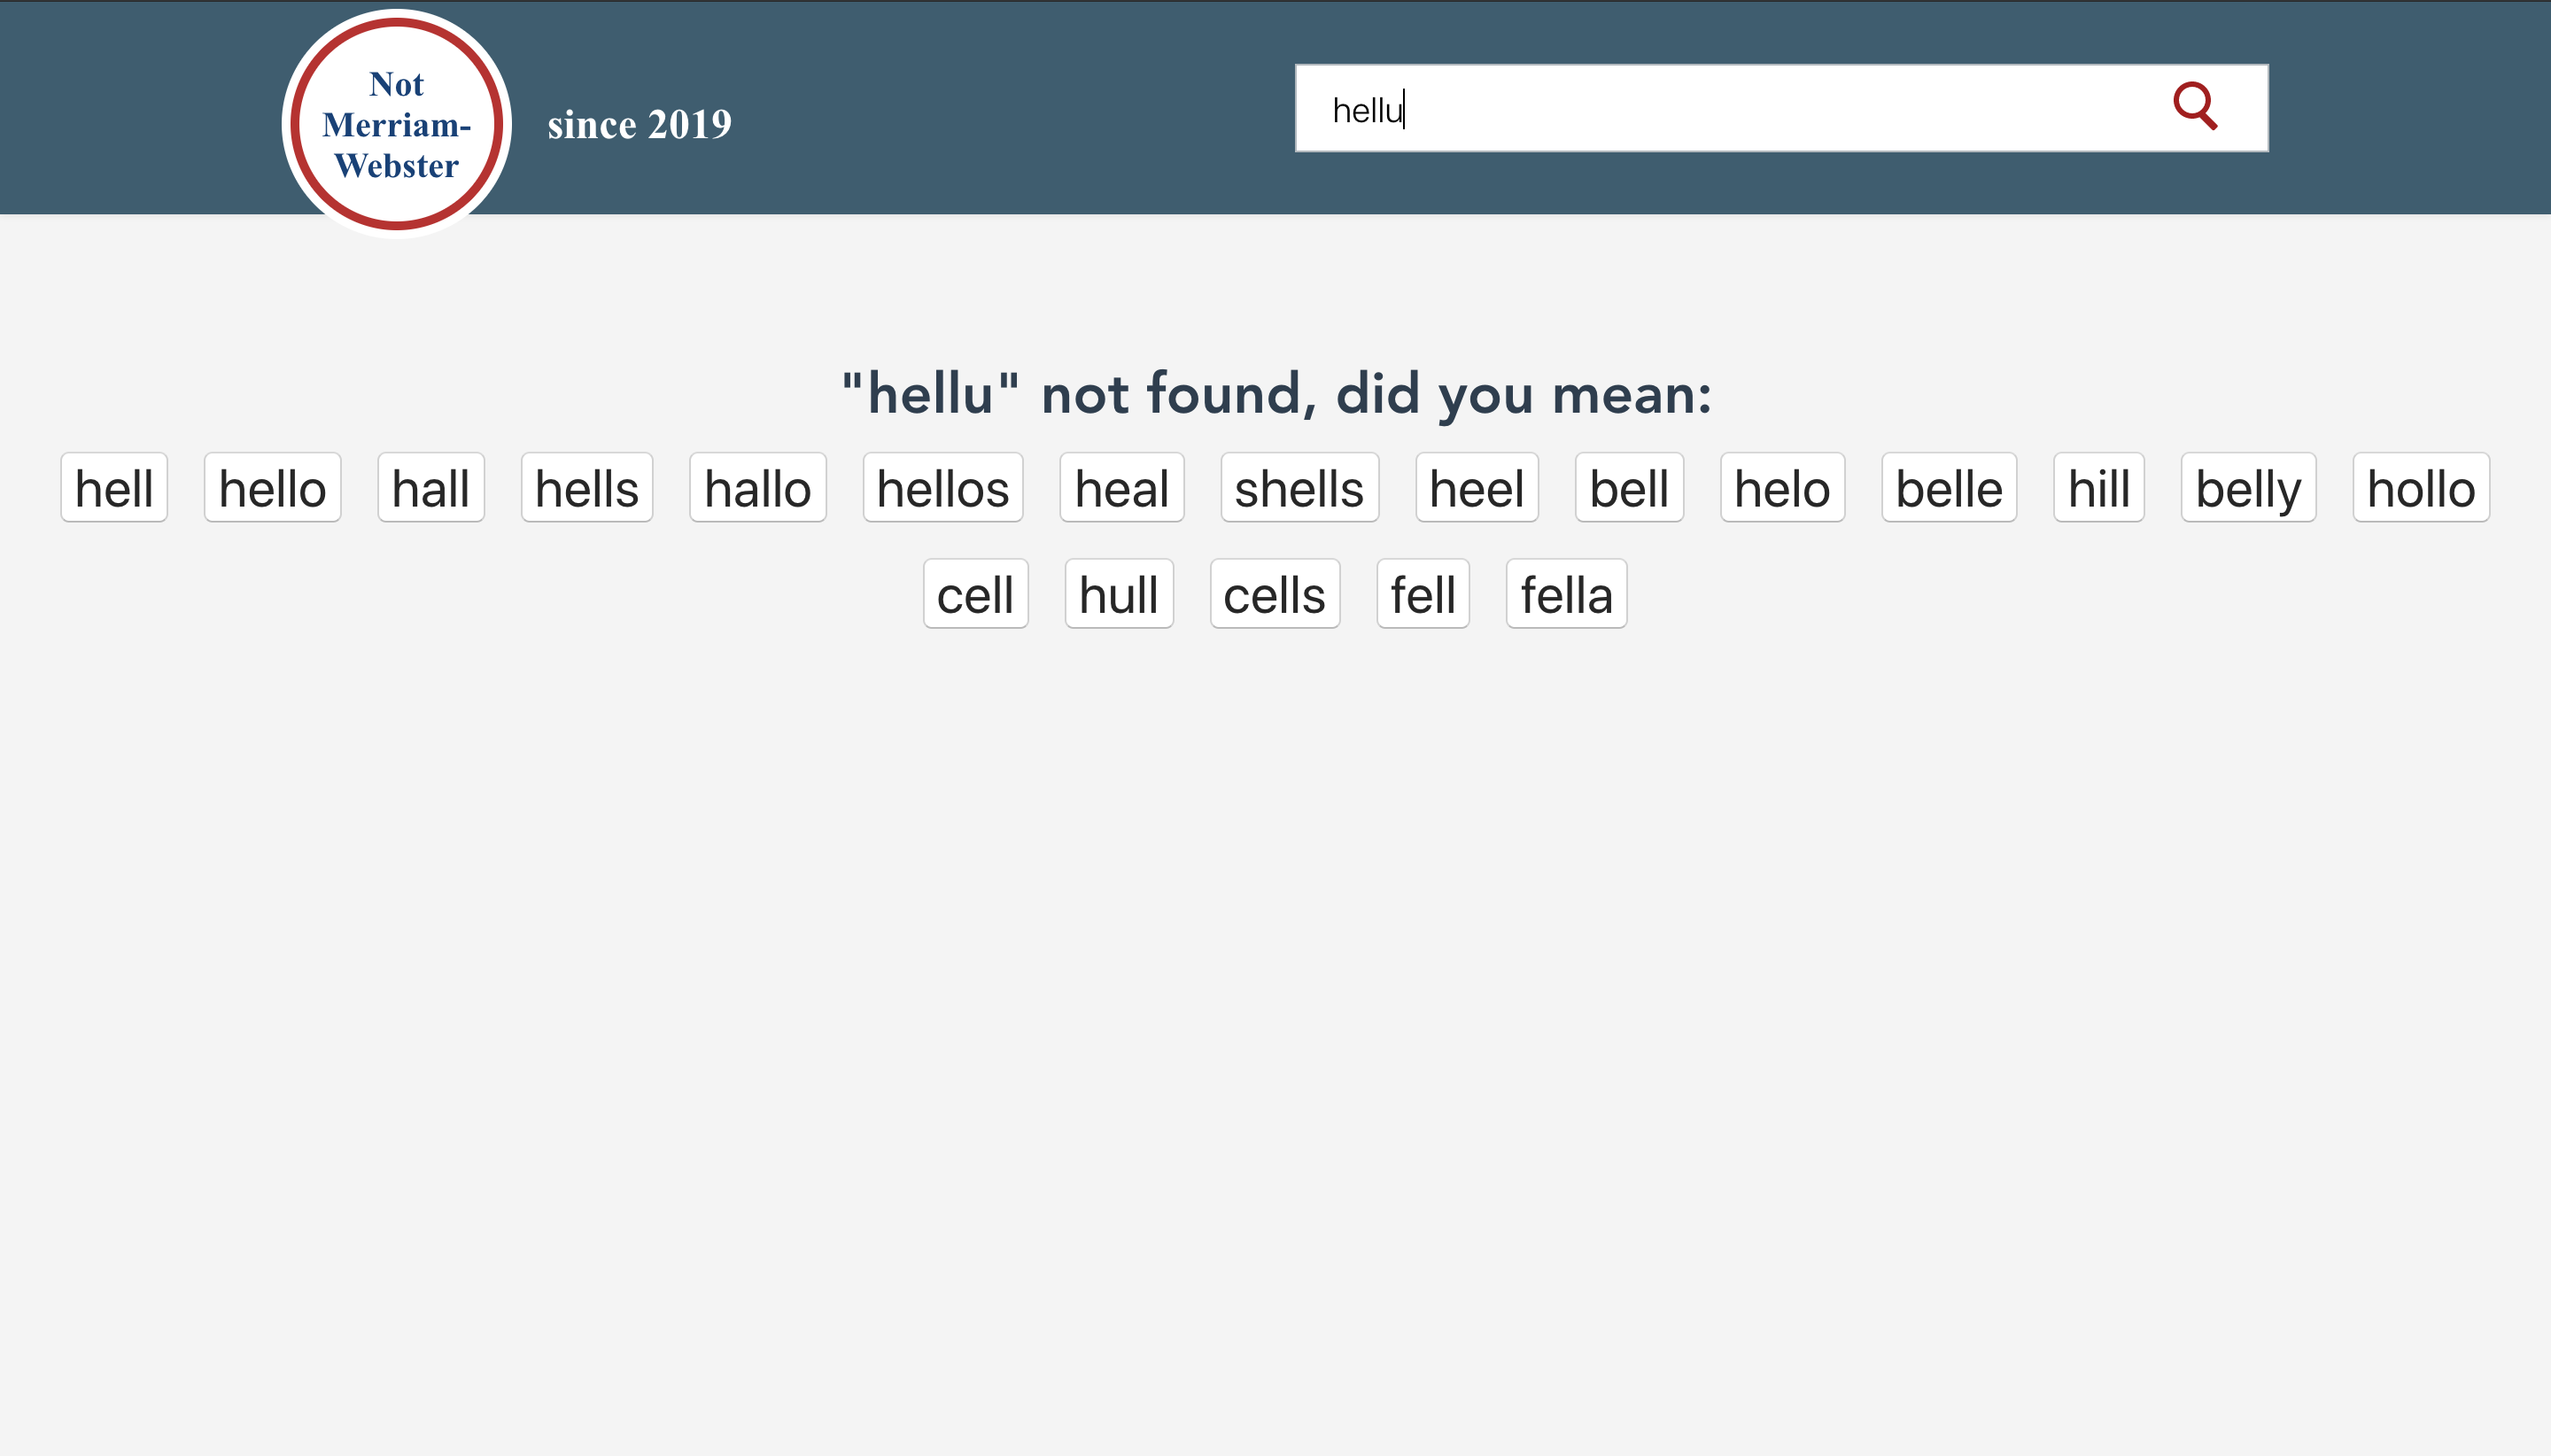 Not
Merriam-
Webster
since 2019
hellu
"hellu" not found, did you mean:
hell hello hall hells hallo hellos heal shells heel bell helo belle hill belly hollo
cell hull cells fell fella